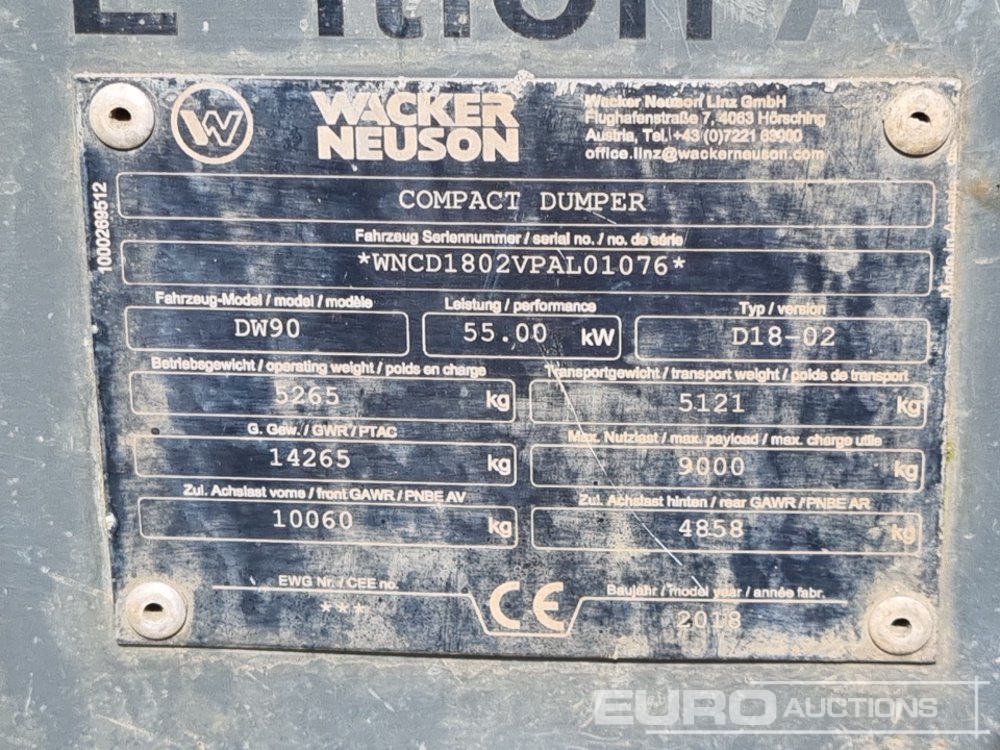 ition A
WACKER
NEUSON
Wacker Neuson Linz GmbH
Flughafenstraße 7, 4063 Hörsching
Austria, Tel. +43 (0)7221 63000
office.linz@wackerneuson.com
1000269512
COMPACT DUMPER
Fahrzeug Seriennummer / serial no. / no. de série
*WNCD1802VPAL01076*
Made in Austria
Fahrzeug-Model / model / modèle
Leistung / performance
Typ / version
DW90
55.00 kW
D18-02
Betriebsgewicht / operating weight / poids en charge
Transportgewicht / transport weight / poids de transport
5265 kg
5121 kg
G. Gew. / GWR / PTAC
Max. Nutzlast / max. payload / max. charge utile
14265 kg
9000 kg
Zul. Achslast vorne / front GAWR / PNBE AV
Zul. Achslast hinten / rear GAWR / PNBE AR
10060 kg
4858 kg
EWG Nr. / CEE no.
***
CE
Baujahr / model year / année fabr.
2018
EURO AUCTIONS